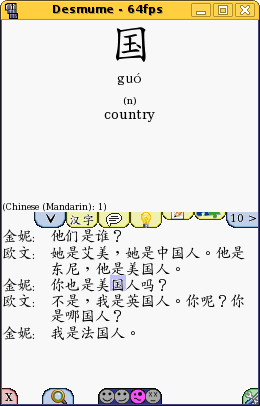 Desmume - 64fps
国
guó
(n)
country
(Chinese (Mandarin): 1)
汉字
10 >
金妮： 他们是谁？
欧文： 她是艾美，她是中国人。他是
东尼，他是美国人。
金妮： 你也是美国人吗？
欧文： 不是，我是英国人。你呢？你
是哪国人？
金妮： 我是法国人。
X